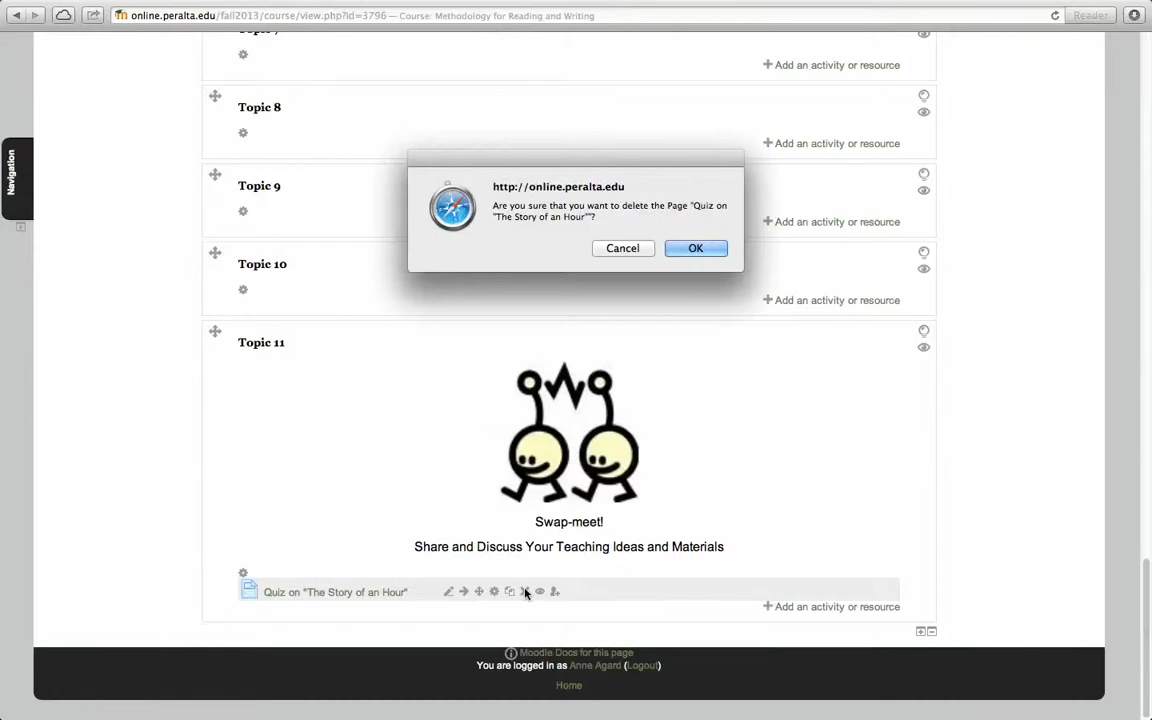 online.peralta.edu/fall2013/course/view.php?id=3796 — Course: Methodology for Reading and Writing
Reader
Add an activity or resource
Topic 8
Add an activity or resource
Navigation
Topic 9
Add an activity or resource
Topic 10
Add an activity or resource
http://online.peralta.edu
Are you sure that you want to delete the Page "Quiz on
"The Story of an Hour""?
Cancel
OK
Topic 11
Swap-meet!
Share and Discuss Your Teaching Ideas and Materials
Quiz on "The Story of an Hour"
Add an activity or resource
Moodle Docs for this page
You are logged in as Anne Agard (Logout)
Home